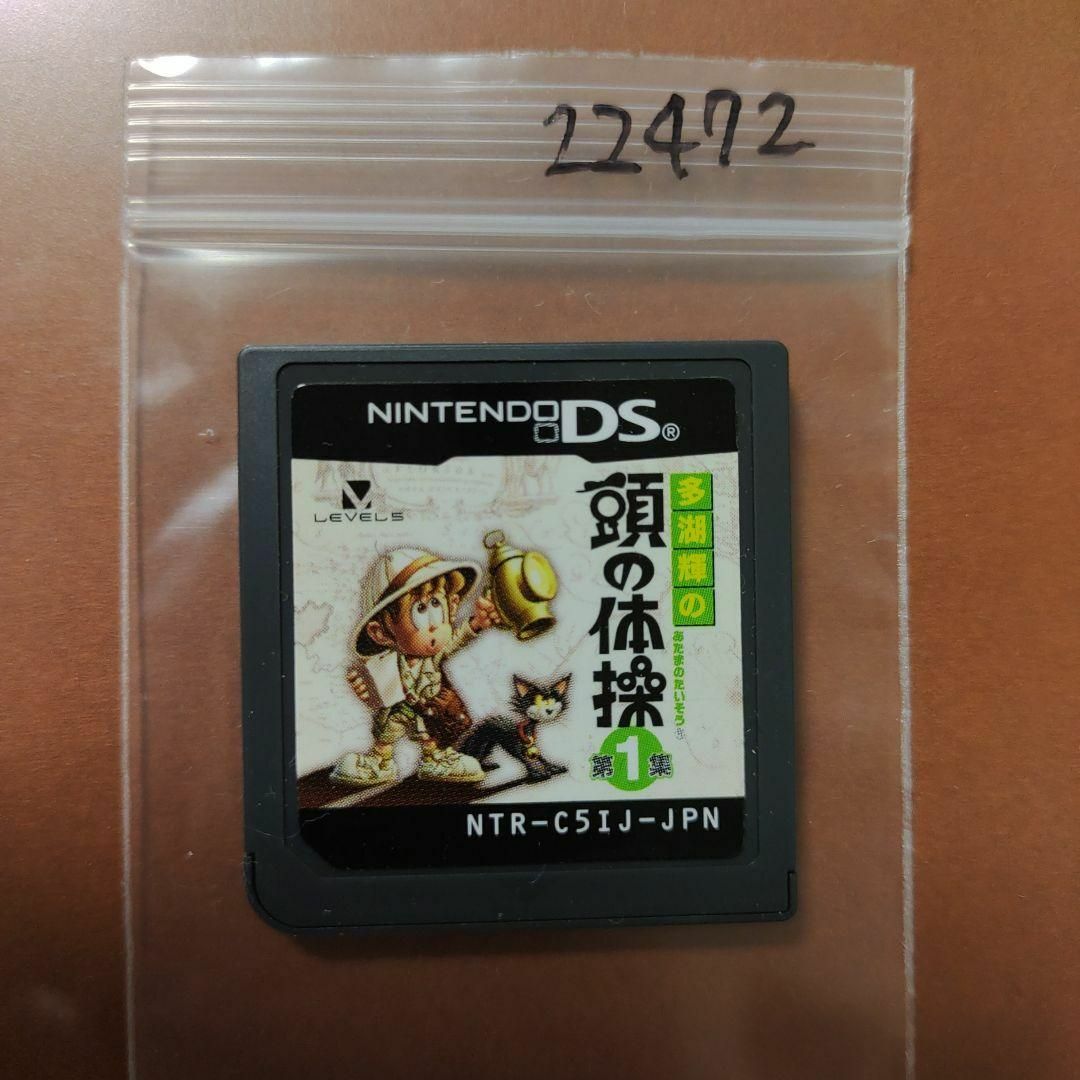 22472
NINTENDO DS®
LEVEL5
多湖輝の
頭の体操
あたまのたいそう
第1集
NTR-C5IJ-JPN